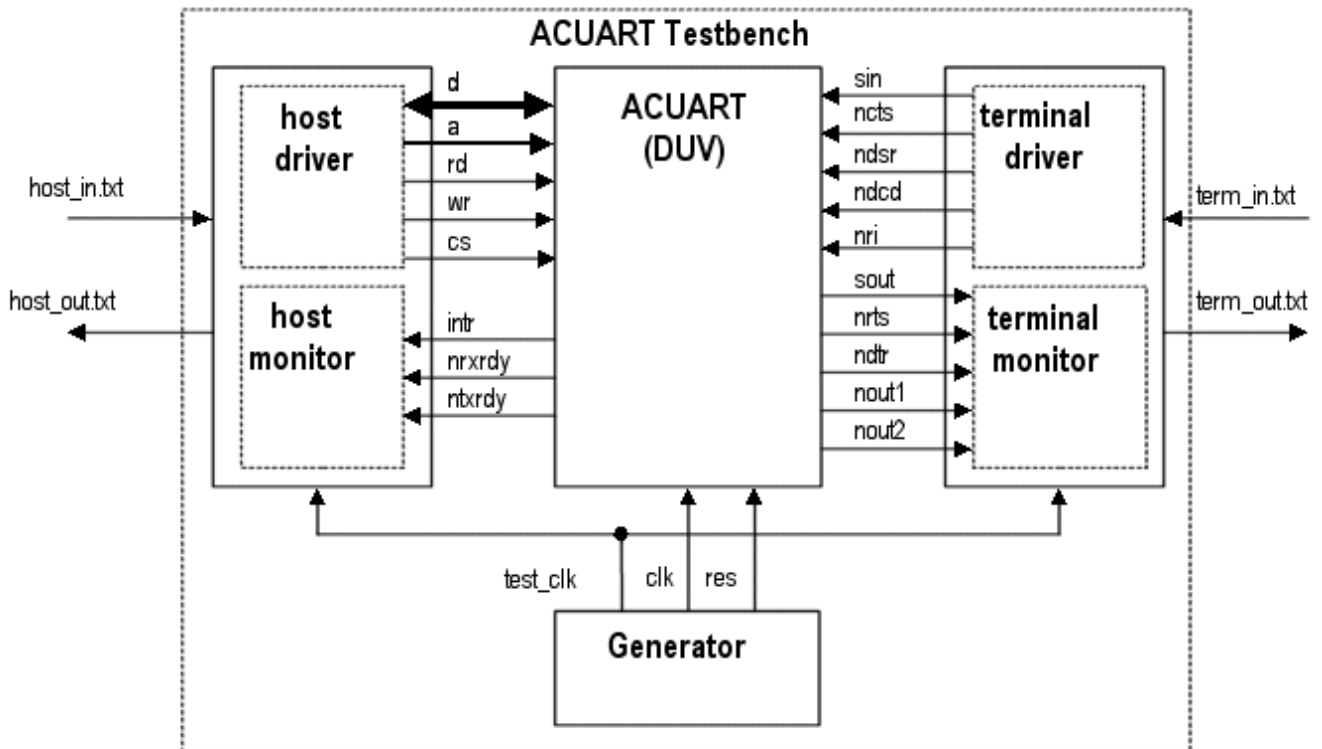 ACUART Testbench
host
driver
d
a
rd
wr
cs
ACUART
(DUV)
sin
ncts
ndsr
ndcd
nri
terminal
driver
host_in.txt
term_in.txt
host_out.txt
term_out.txt
host
monitor
intr
nrxrdy
ntxrdy
sout
nrts
ndtr
nout1
nout2
terminal
monitor
test_clk
clk
res
Generator